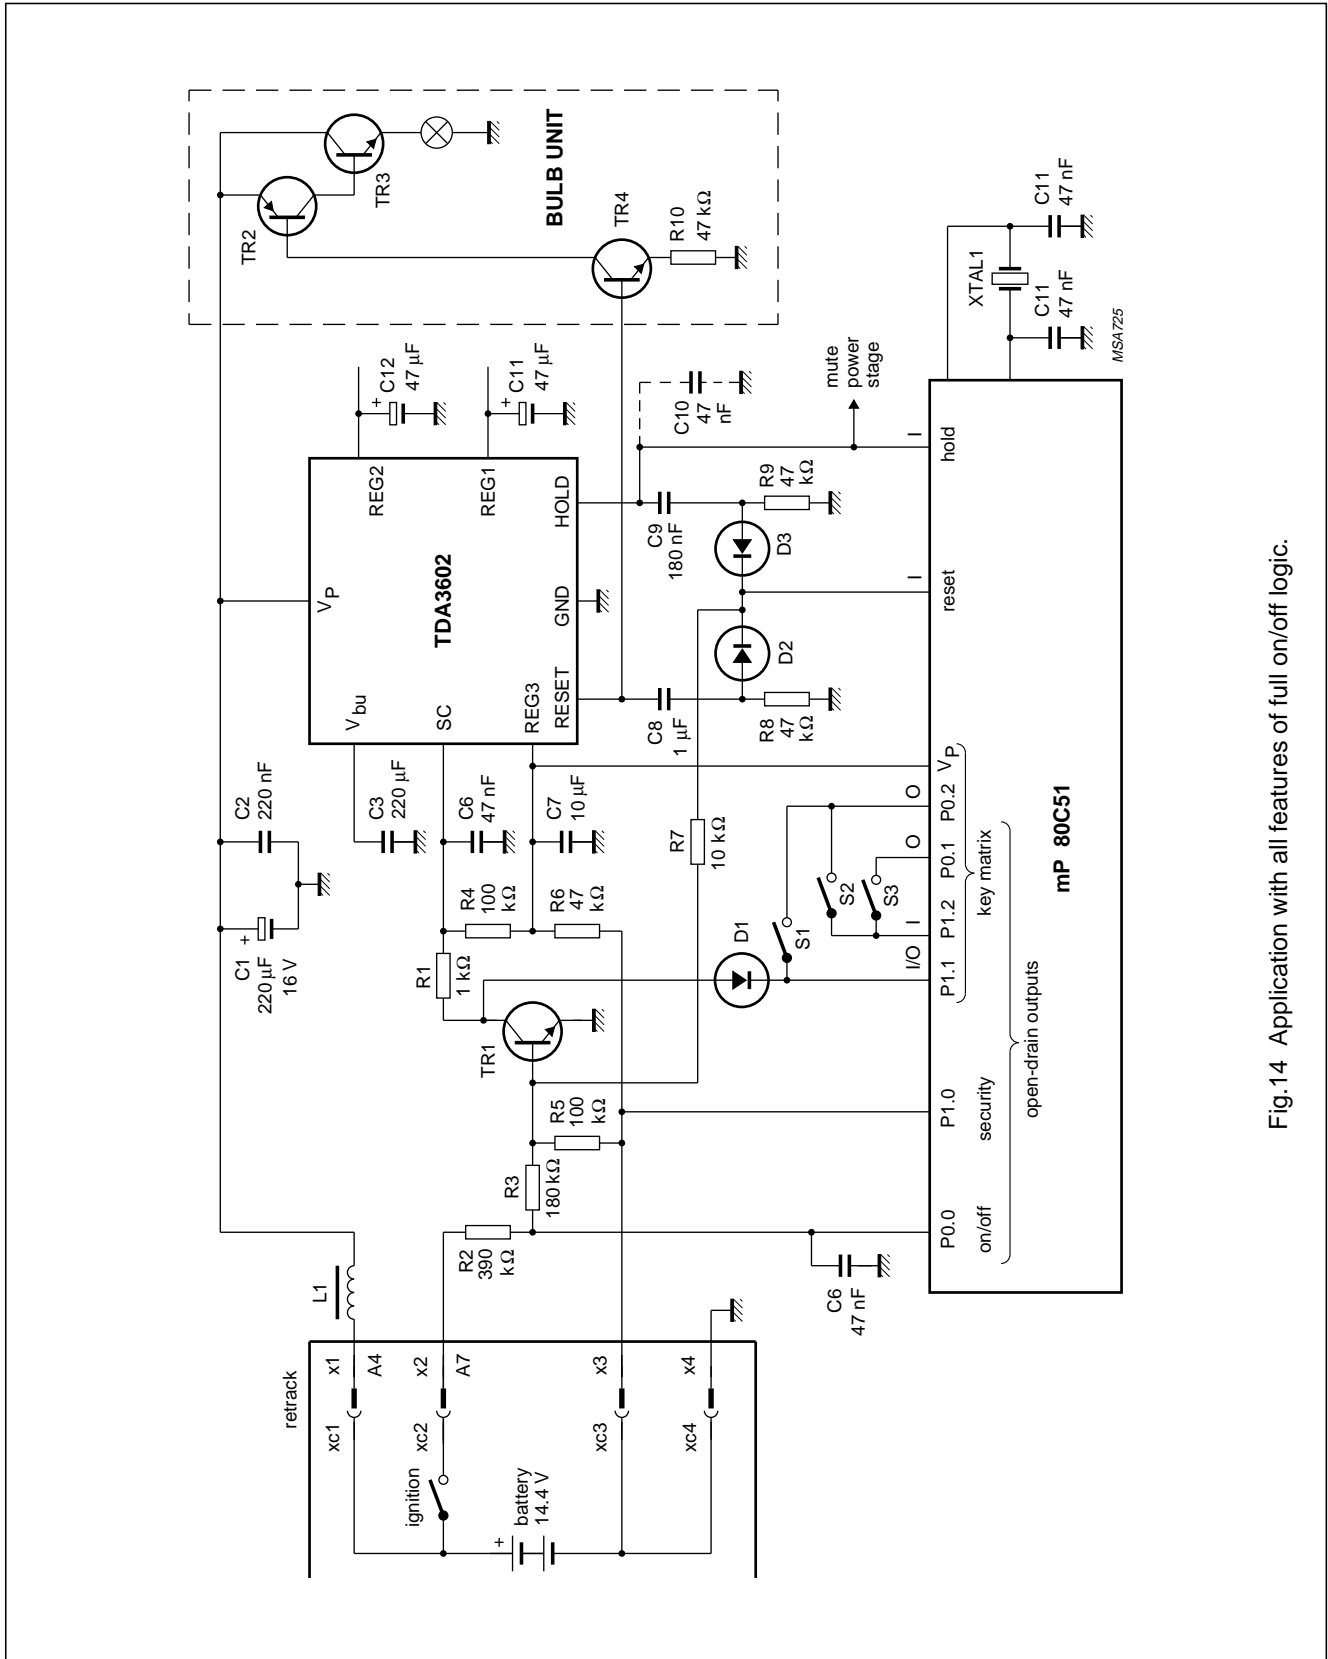 retrack
xc1
x1
A4
xc2
x2
A7
xc3
x3
xc4
x4
ignition
+
battery
14.4 V
L1
C1
+
220 µF
16 V
C2
220 nF
R2
390
kΩ
R3
180 kΩ
R5
100
kΩ
TR1
R1
1 kΩ
R4
100
kΩ
R6
47
kΩ
C3
220 µF
C6
47 nF
C7
10 µF
Vbu
SC
REG3
RESET
VP
TDA3602
GND
REG2
REG1
HOLD
+
C12
47 µF
+
C11
47 µF
C10
47
nF
TR2
TR3
BULB UNIT
TR4
R10
47 kΩ
C8
1 µF
R8
47
kΩ
D2
C9
180 nF
D3
R9
47
kΩ
R7
10 kΩ
mute
power
stage
D1
S1
S2
S3
C6
47 nF
I/O
I
O
O
I
I
P0.0
P1.0
P1.1
P1.2
P0.1
P0.2
VP
reset
hold
on/off
security
key matrix
open-drain outputs
mP 80C51
XTAL1
C11
47 nF
C11
47 nF
MSA725
Fig.14 Application with all features of full on/off logic.